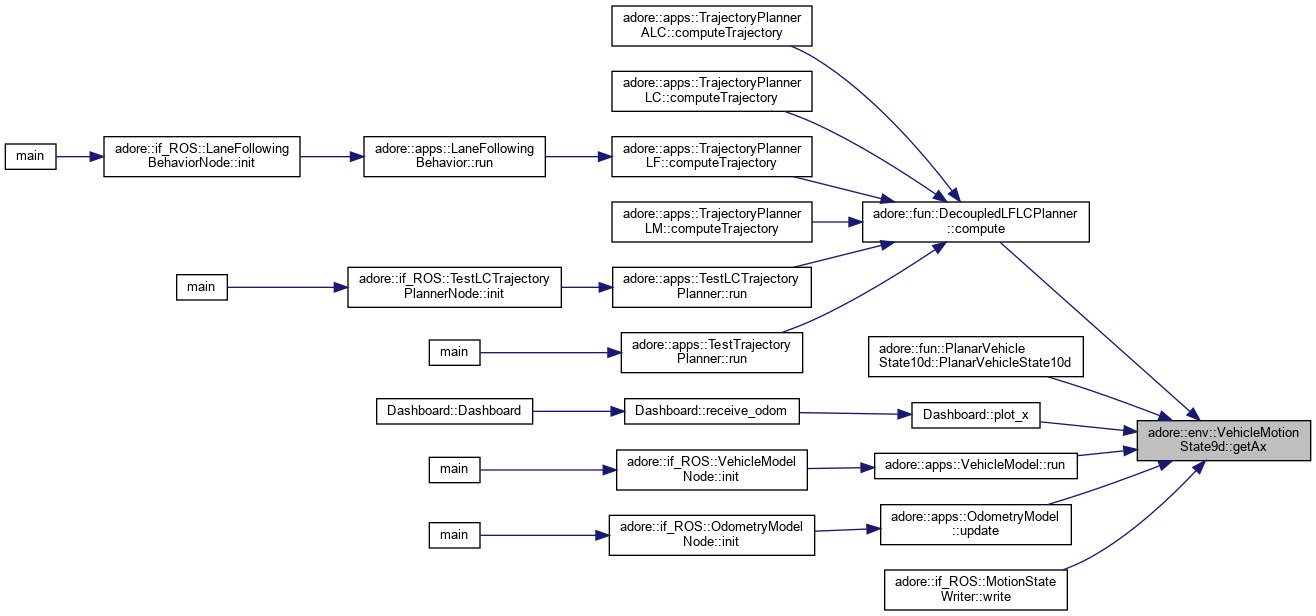 adore::apps::TrajectoryPlanner
ALC::computeTrajectory
adore::apps::TrajectoryPlanner
LC::computeTrajectory
main
adore::if_ROS::LaneFollowing
BehaviorNode::init
adore::apps::LaneFollowing
Behavior::run
adore::apps::TrajectoryPlanner
LF::computeTrajectory
adore::apps::TrajectoryPlanner
LM::computeTrajectory
adore::fun::DecoupledLFLCPlanner
::compute
main
adore::if_ROS::TestLCTrajectory
PlannerNode::init
adore::apps::TestLCTrajectory
Planner::run
main
adore::apps::TestTrajectory
Planner::run
adore::fun::PlanarVehicle
State10d::PlanarVehicleState10d
Dashboard::Dashboard
Dashboard::receive_odom
Dashboard::plot_x
adore::env::VehicleMotion
State9d::getAx
main
adore::if_ROS::VehicleModel
Node::init
adore::apps::VehicleModel::run
main
adore::if_ROS::OdometryModel
Node::init
adore::apps::OdometryModel
::update
adore::if_ROS::MotionState
Writer::write